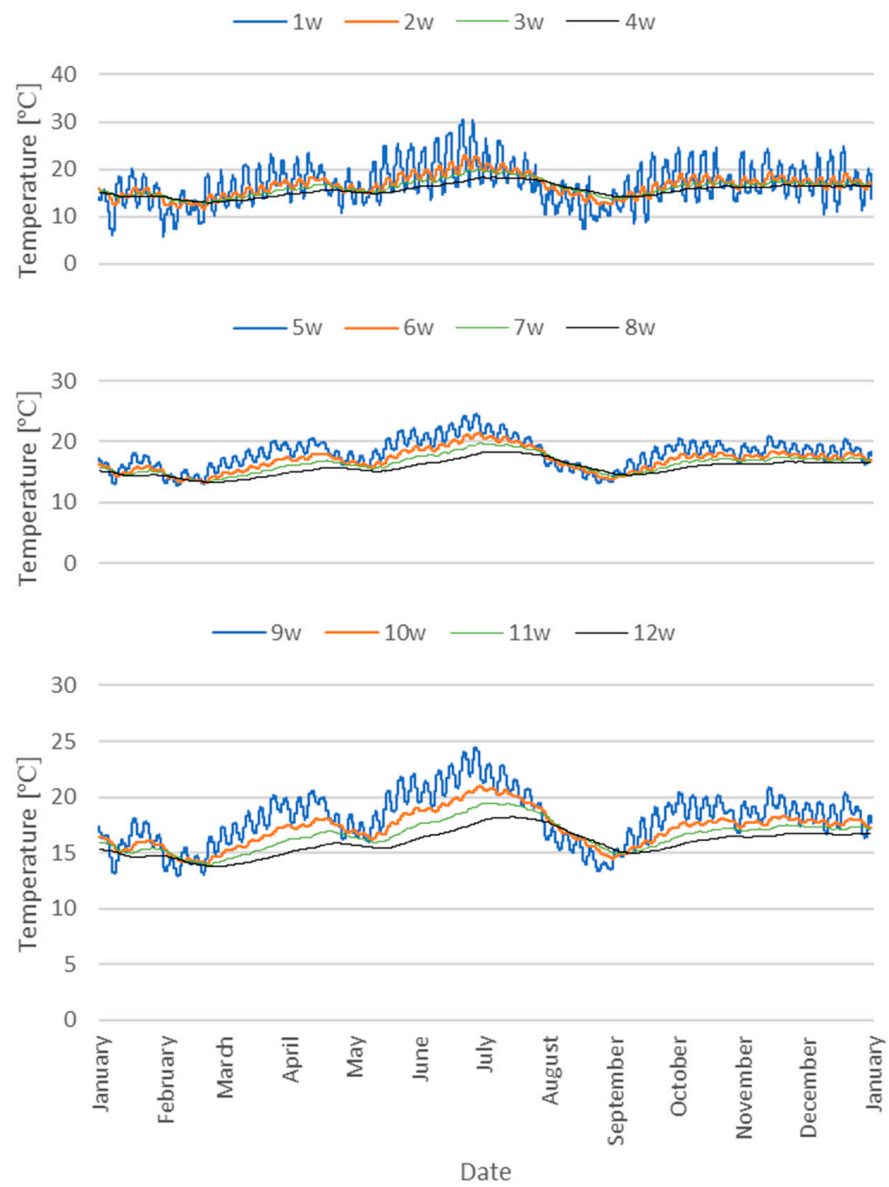 1w 2w 3w 4w
Temperature [°C]
40
30
20
10
0
5w 6w 7w 8w
Temperature [°C]
30
20
10
0
9w 10w 11w 12w
Temperature [°C]
30
25
20
15
10
5
0
January February March April May June July August September October November December January
Date